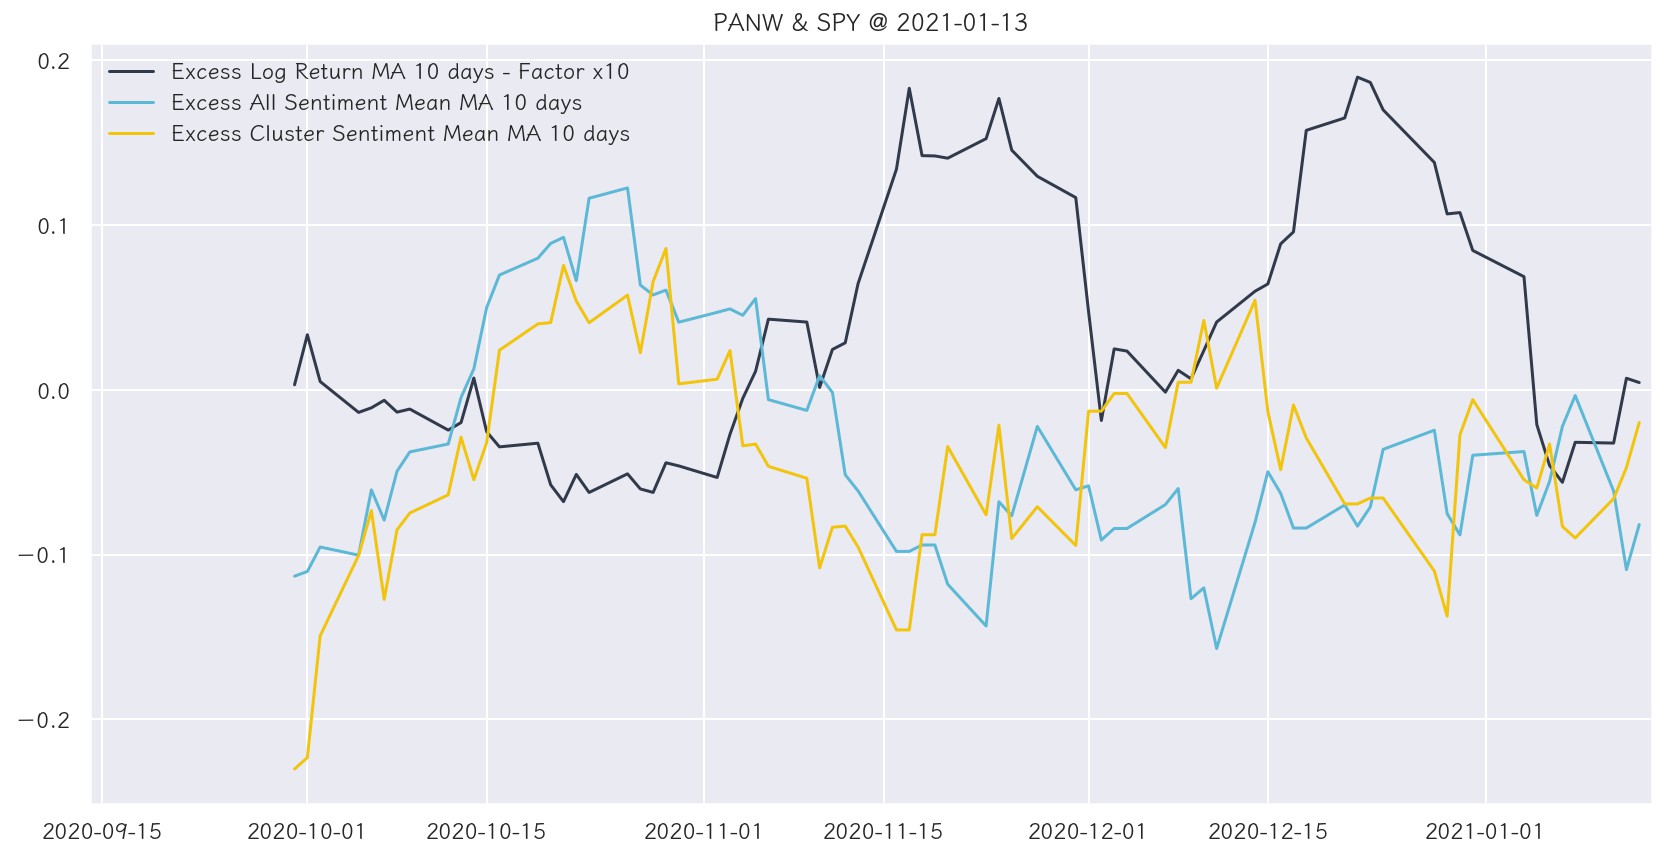 PANW & SPY @ 2021-01-13
Excess Log Return MA 10 days - Factor x10
Excess All Sentiment Mean MA 10 days
Excess Cluster Sentiment Mean MA 10 days
0.2
0.1
0.0
−0.1
−0.2
2020-09-15 2020-10-01 2020-10-15 2020-11-01 2020-11-15 2020-12-01 2020-12-15 2021-01-01